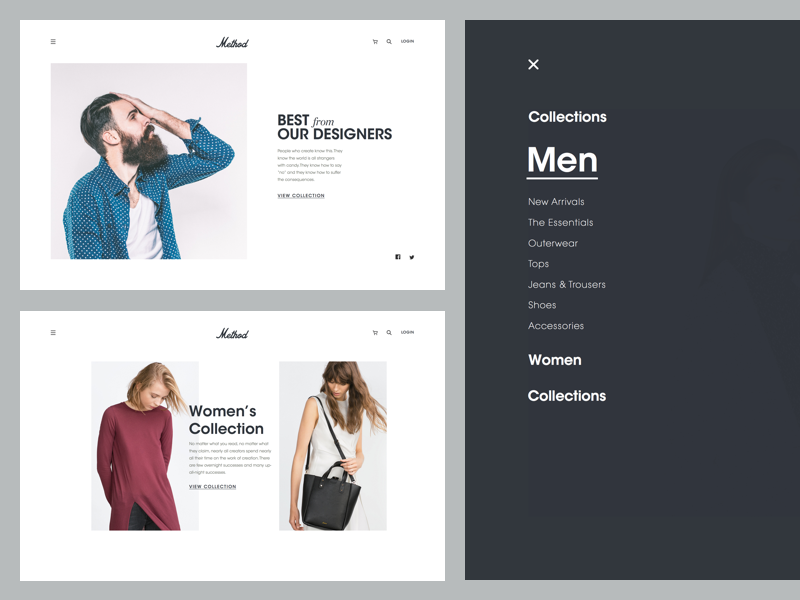 Method
LOGIN
BEST from
OUR DESIGNERS
People who create know this. They
know the world is all strangers
with candy. They know how to say
"no" and they know how to suffer
the consequences.
VIEW COLLECTION
Method
LOGIN
Women's
Collection
No matter what you read, no matter what
they claim, nearly all creators spend nearly
all their time on the work of creation. There
are few overnight successes and many up-
all-night successes.
VIEW COLLECTION
Collections
Men
New Arrivals
The Essentials
Outerwear
Tops
Jeans & Trousers
Shoes
Accessories
Women
Collections